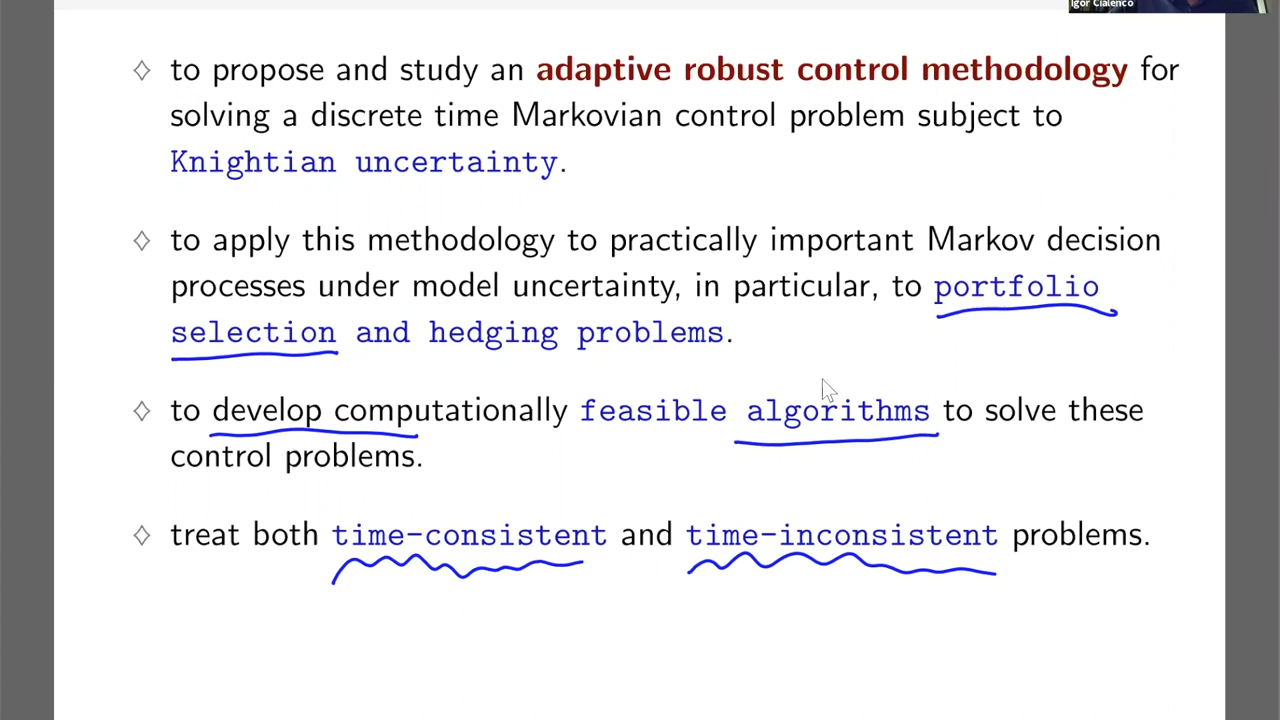 Igor Cialenco
◇ to propose and study an adaptive robust control methodology for
solving a discrete time Markovian control problem subject to
Knightian uncertainty.
◇ to apply this methodology to practically important Markov decision
processes under model uncertainty, in particular, to portfolio
selection and hedging problems.
◇ to develop computationally feasible algorithms to solve these
control problems.
◇ treat both time-consistent and time-inconsistent problems.